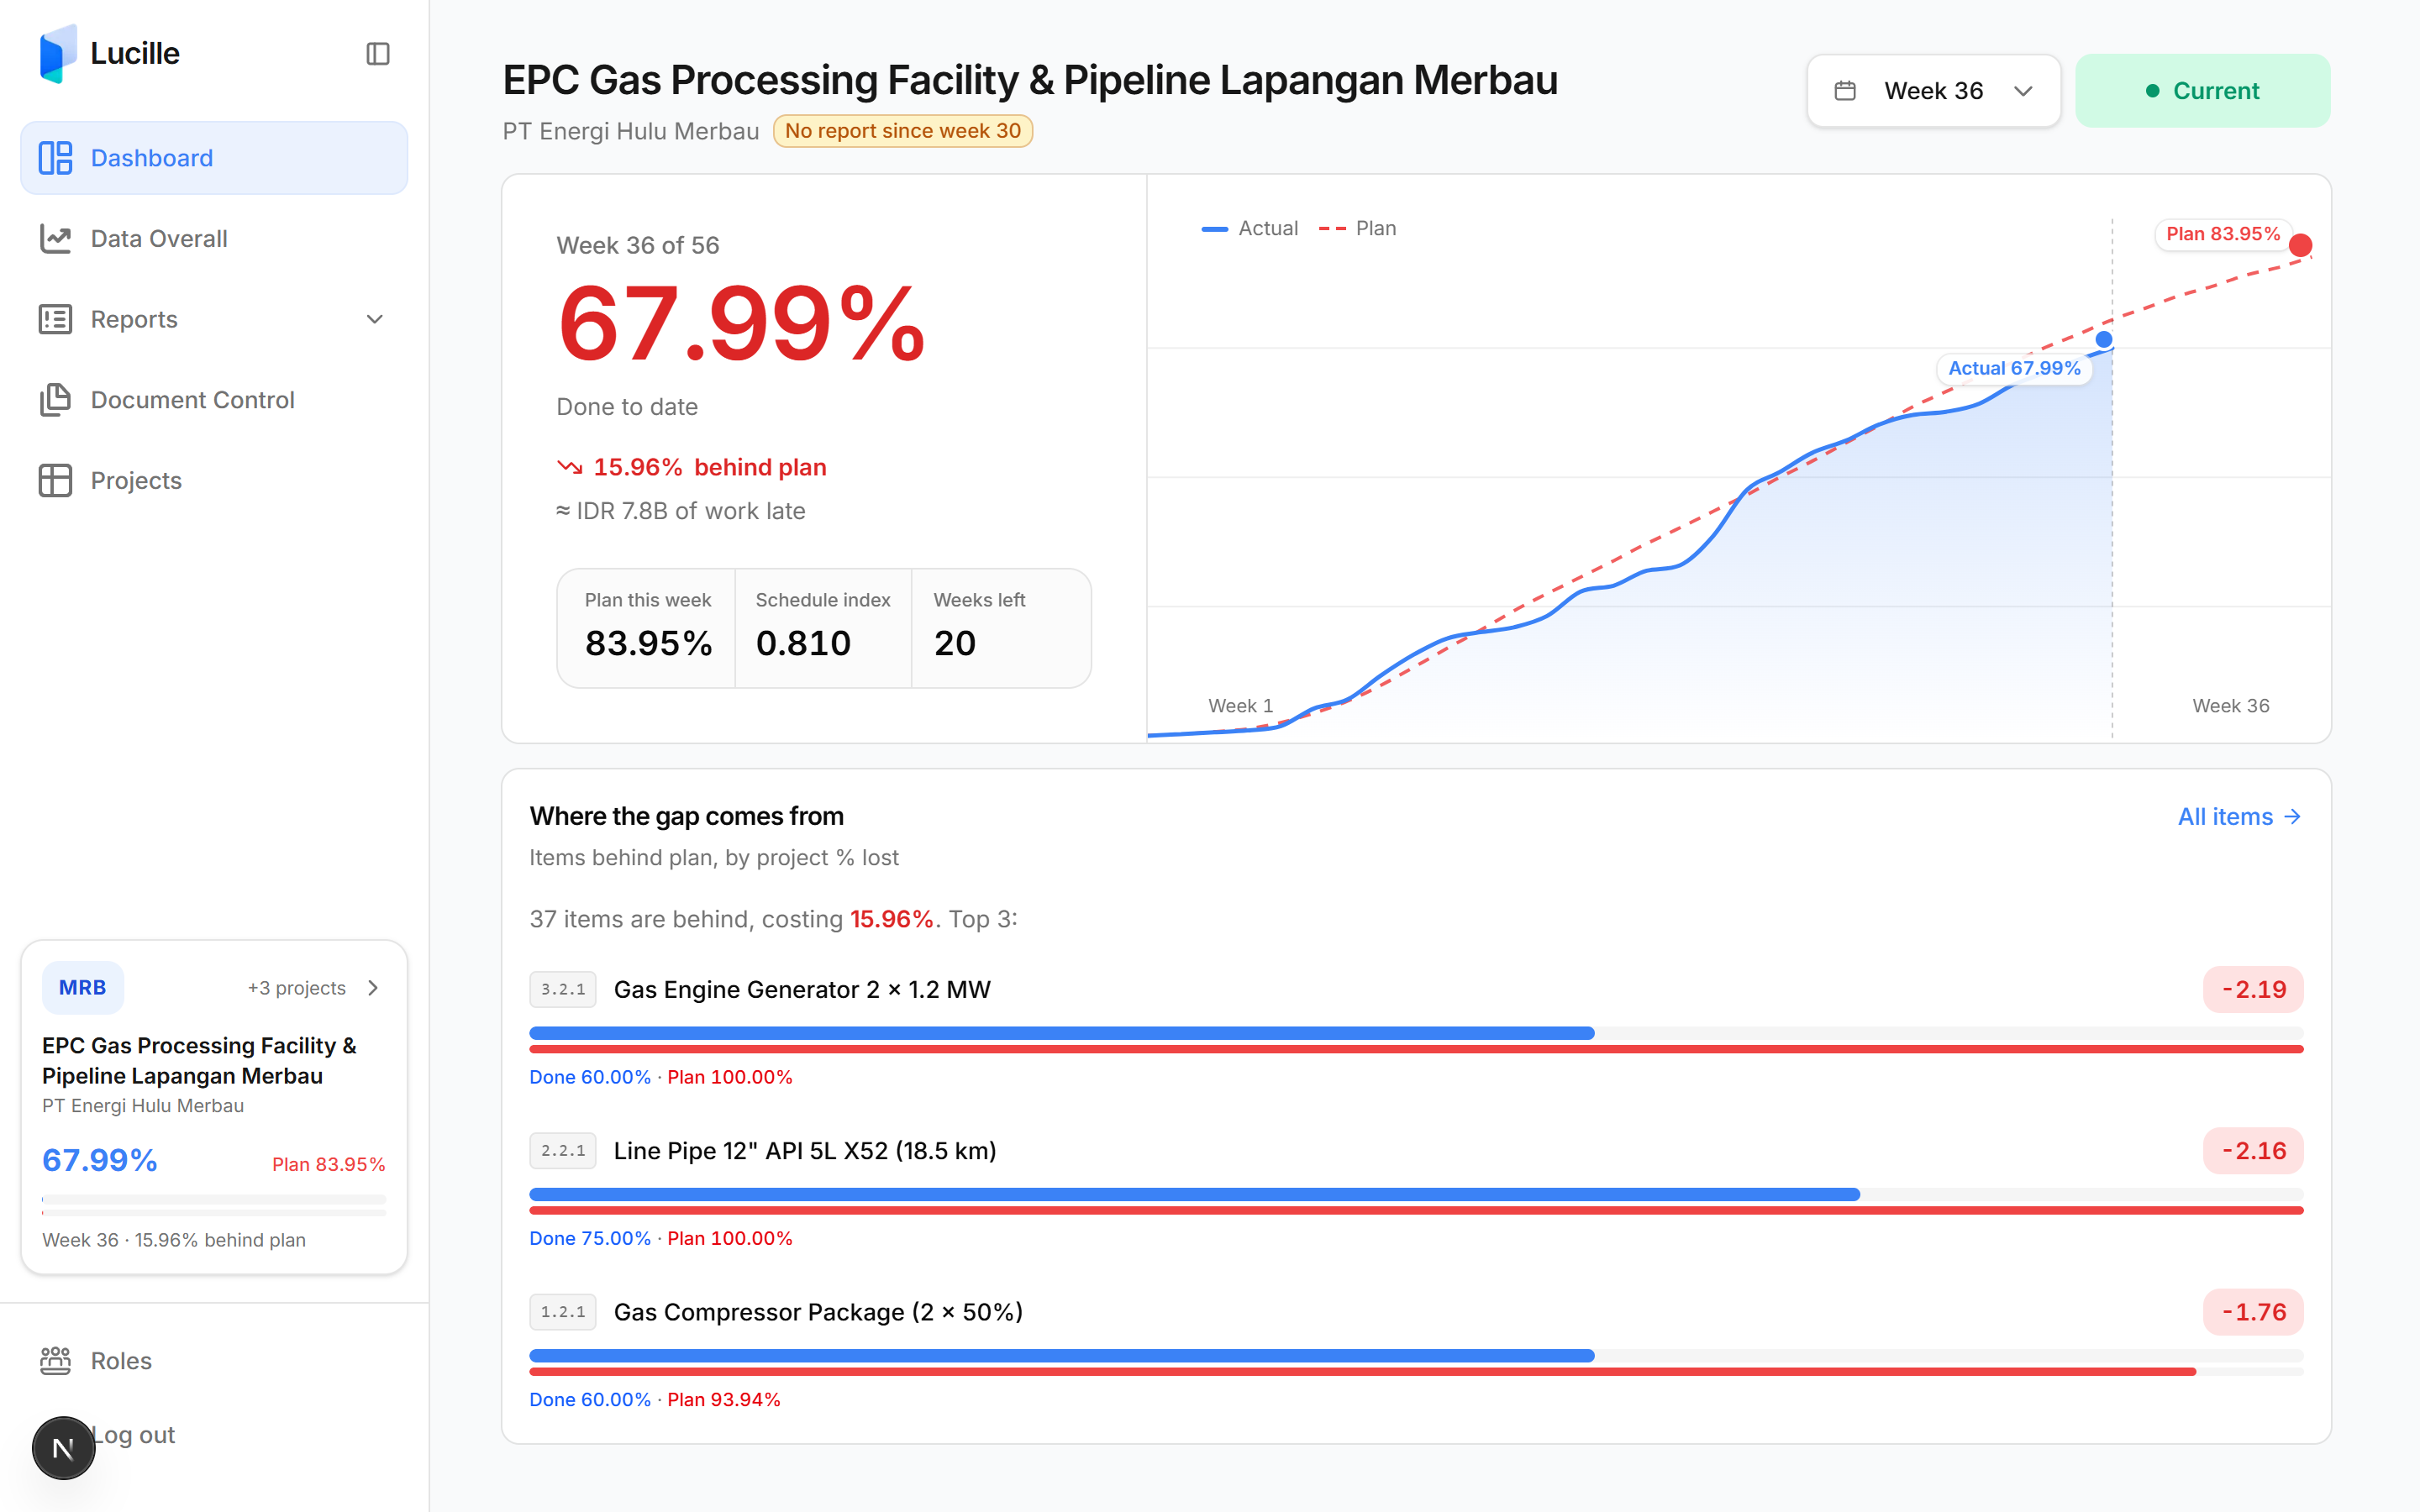 Lucille
Dashboard
Data Overall
Reports
Document Control
Projects
MRB
+3 projects
EPC Gas Processing Facility &
Pipeline Lapangan Merbau
PT Energi Hulu Merbau
67.99%
Plan 83.95%
Week 36 · 15.96% behind plan
Roles
Log out
N
EPC Gas Processing Facility & Pipeline Lapangan Merbau
PT Energi Hulu Merbau
No report since week 30
Week 36
Current
Week 36 of 56
67.99%
Done to date
15.96% behind plan
≈ IDR 7.8B of work late
Plan this week
83.95%
Schedule index
0.810
Weeks left
20
Actual
Plan
Plan 83.95%
Actual 67.99%
Week 1
Week 36
Where the gap comes from
All items →
Items behind plan, by project % lost
37 items are behind, costing 15.96%. Top 3:
3.2.1 Gas Engine Generator 2 × 1.2 MW
-2.19
Done 60.00% · Plan 100.00%
2.2.1 Line Pipe 12" API 5L X52 (18.5 km)
-2.16
Done 75.00% · Plan 100.00%
1.2.1 Gas Compressor Package (2 × 50%)
-1.76
Done 60.00% · Plan 93.94%